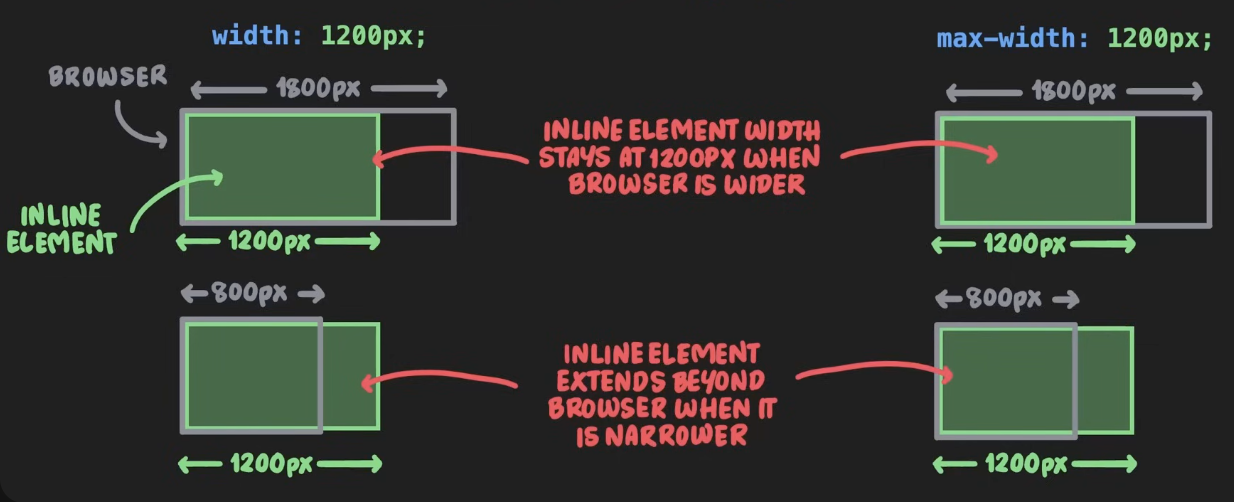 width: 1200px;
max-width: 1200px;
BROWSER
1800px
1800px
INLINE ELEMENT WIDTH
STAYS AT 1200PX WHEN
BROWSER IS WIDER
INLINE
ELEMENT
1200px
1200px
800px
800px
INLINE ELEMENT
EXTENDS BEYOND
BROWSER WHEN IT
IS NARROWER
1200px
1200px